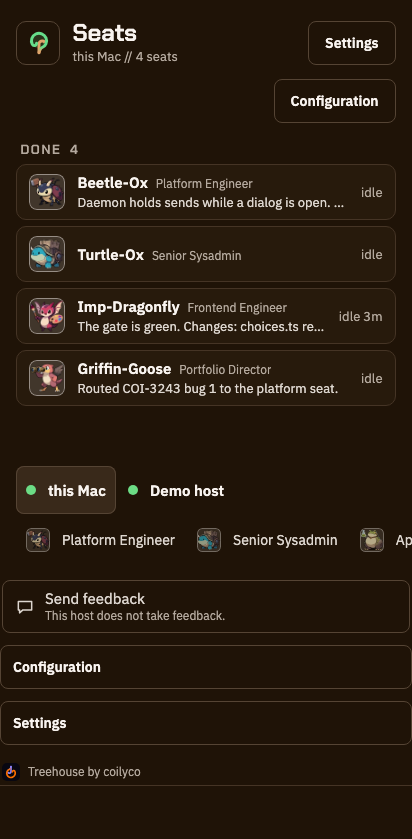 Seats
this Mac // 4 seats
Settings
Configuration
DONE 4
Beetle-Ox Platform Engineer
Daemon holds sends while a dialog is open. ...
idle
Turtle-Ox Senior Sysadmin
idle
Imp-Dragonfly Frontend Engineer
The gate is green. Changes: choices.ts re...
idle 3m
Griffin-Goose Portfolio Director
Routed COI-3243 bug 1 to the platform seat.
idle
this Mac
Demo host
Platform Engineer
Senior Sysadmin
Ap
Send feedback
This host does not take feedback.
Configuration
Settings
Treehouse by coilyco